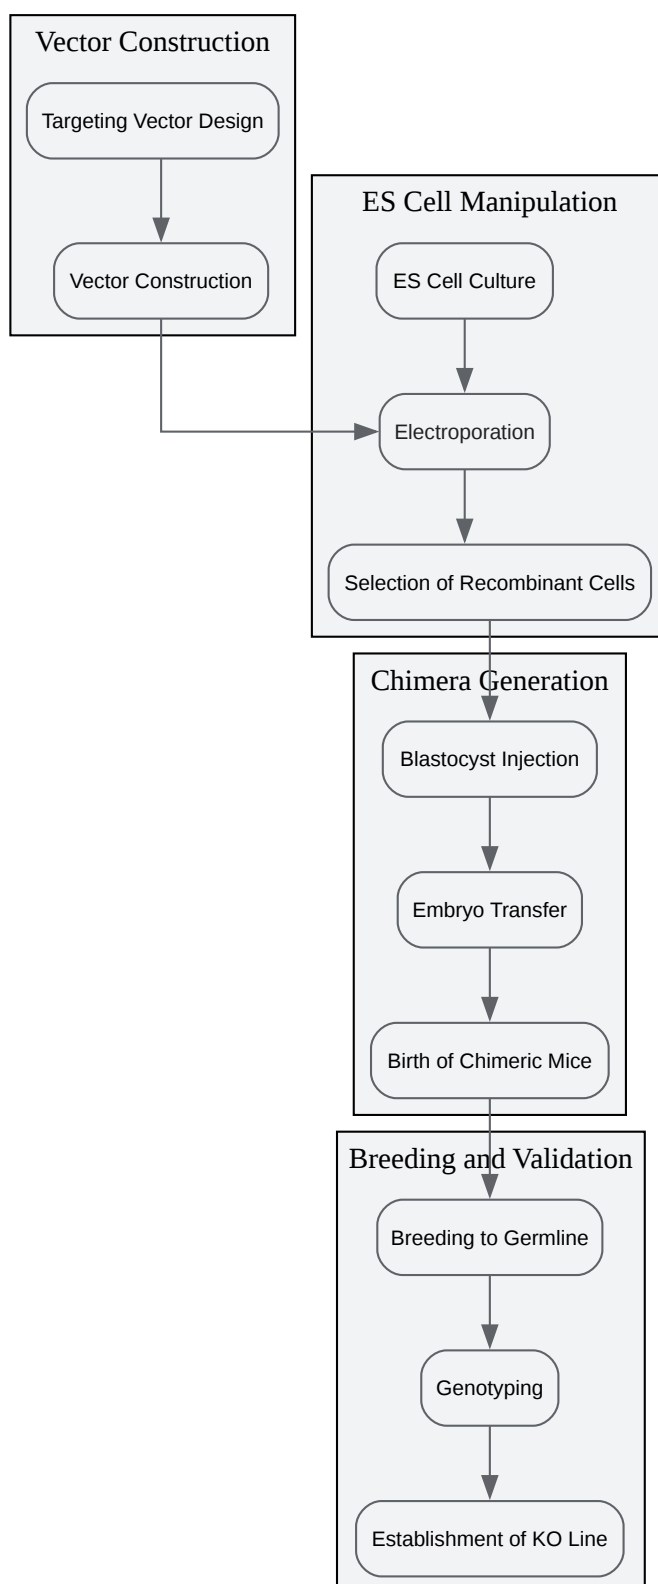 Vector Construction
Targeting Vector Design
Vector Construction
ES Cell Manipulation
ES Cell Culture
Electroporation
Selection of Recombinant Cells
Chimera Generation
Blastocyst Injection
Embryo Transfer
Birth of Chimeric Mice
Breeding and Validation
Breeding to Germline
Genotyping
Establishment of KO Line